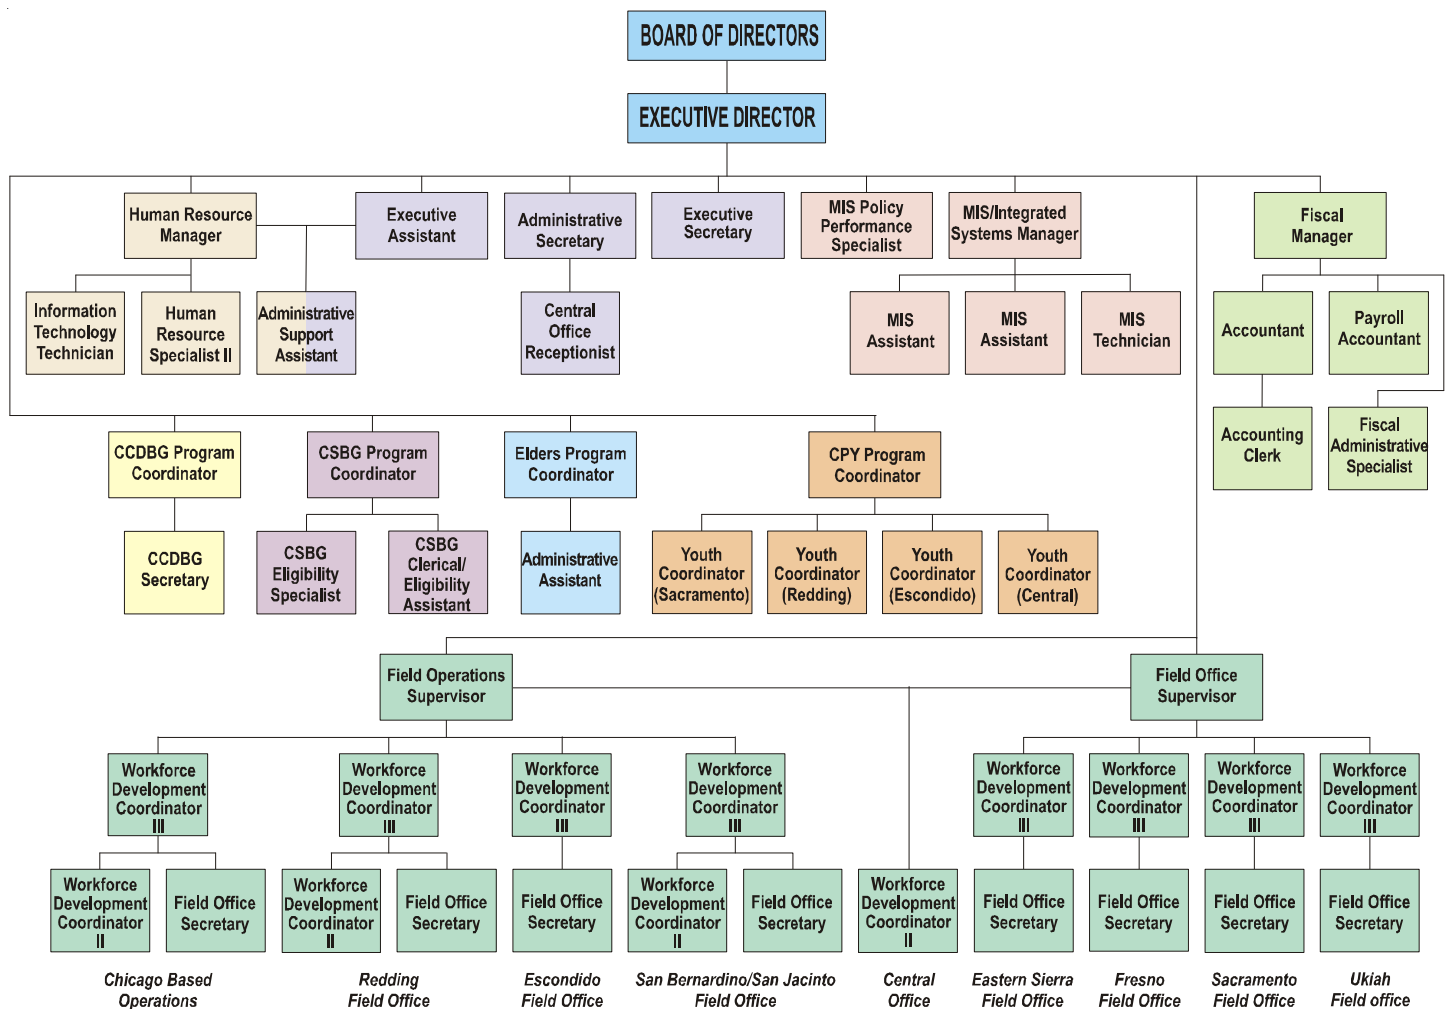 BOARD OF DIRECTORS
EXECUTIVE DIRECTOR
Human Resource
Manager
Executive
Assistant
Administrative
Secretary
Executive
Secretary
MIS Policy
Performance
Specialist
MIS/Integrated
Systems Manager
Fiscal
Manager
Information
Technology
Technician
Human
Resource
Specialist II
Administrative
Support
Assistant
Central
Office
Receptionist
MIS
Assistant
MIS
Assistant
MIS
Technician
Accountant
Payroll
Accountant
Accounting
Clerk
Fiscal
Administrative
Specialist
CCDBG Program
Coordinator
CSBG Program
Coordinator
Elders Program
Coordinator
CPY Program
Coordinator
CCDBG
Secretary
CSBG
Eligibility
Specialist
CSBG
Clerical/
Eligibility
Assistant
Administrative
Assistant
Youth
Coordinator
(Sacramento)
Youth
Coordinator
(Redding)
Youth
Coordinator
(Escondido)
Youth
Coordinator
(Central)
Field Operations
Supervisor
Field Office
Supervisor
Workforce
Development
Coordinator
III
Workforce
Development
Coordinator
III
Workforce
Development
Coordinator
III
Workforce
Development
Coordinator
III
Workforce
Development
Coordinator
III
Workforce
Development
Coordinator
III
Workforce
Development
Coordinator
III
Workforce
Development
Coordinator
III
Workforce
Development
Coordinator
II
Field Office
Secretary
Workforce
Development
Coordinator
II
Field Office
Secretary
Field Office
Secretary
Workforce
Development
Coordinator
II
Field Office
Secretary
Workforce
Development
Coordinator
II
Field Office
Secretary
Field Office
Secretary
Field Office
Secretary
Field Office
Secretary
Chicago Based
Operations
Redding
Field Office
Escondido
Field Office
San Bernardino/San Jacinto
Field Office
Central
Office
Eastern Sierra
Field Office
Fresno
Field Office
Sacramento
Field Office
Ukiah
Field office